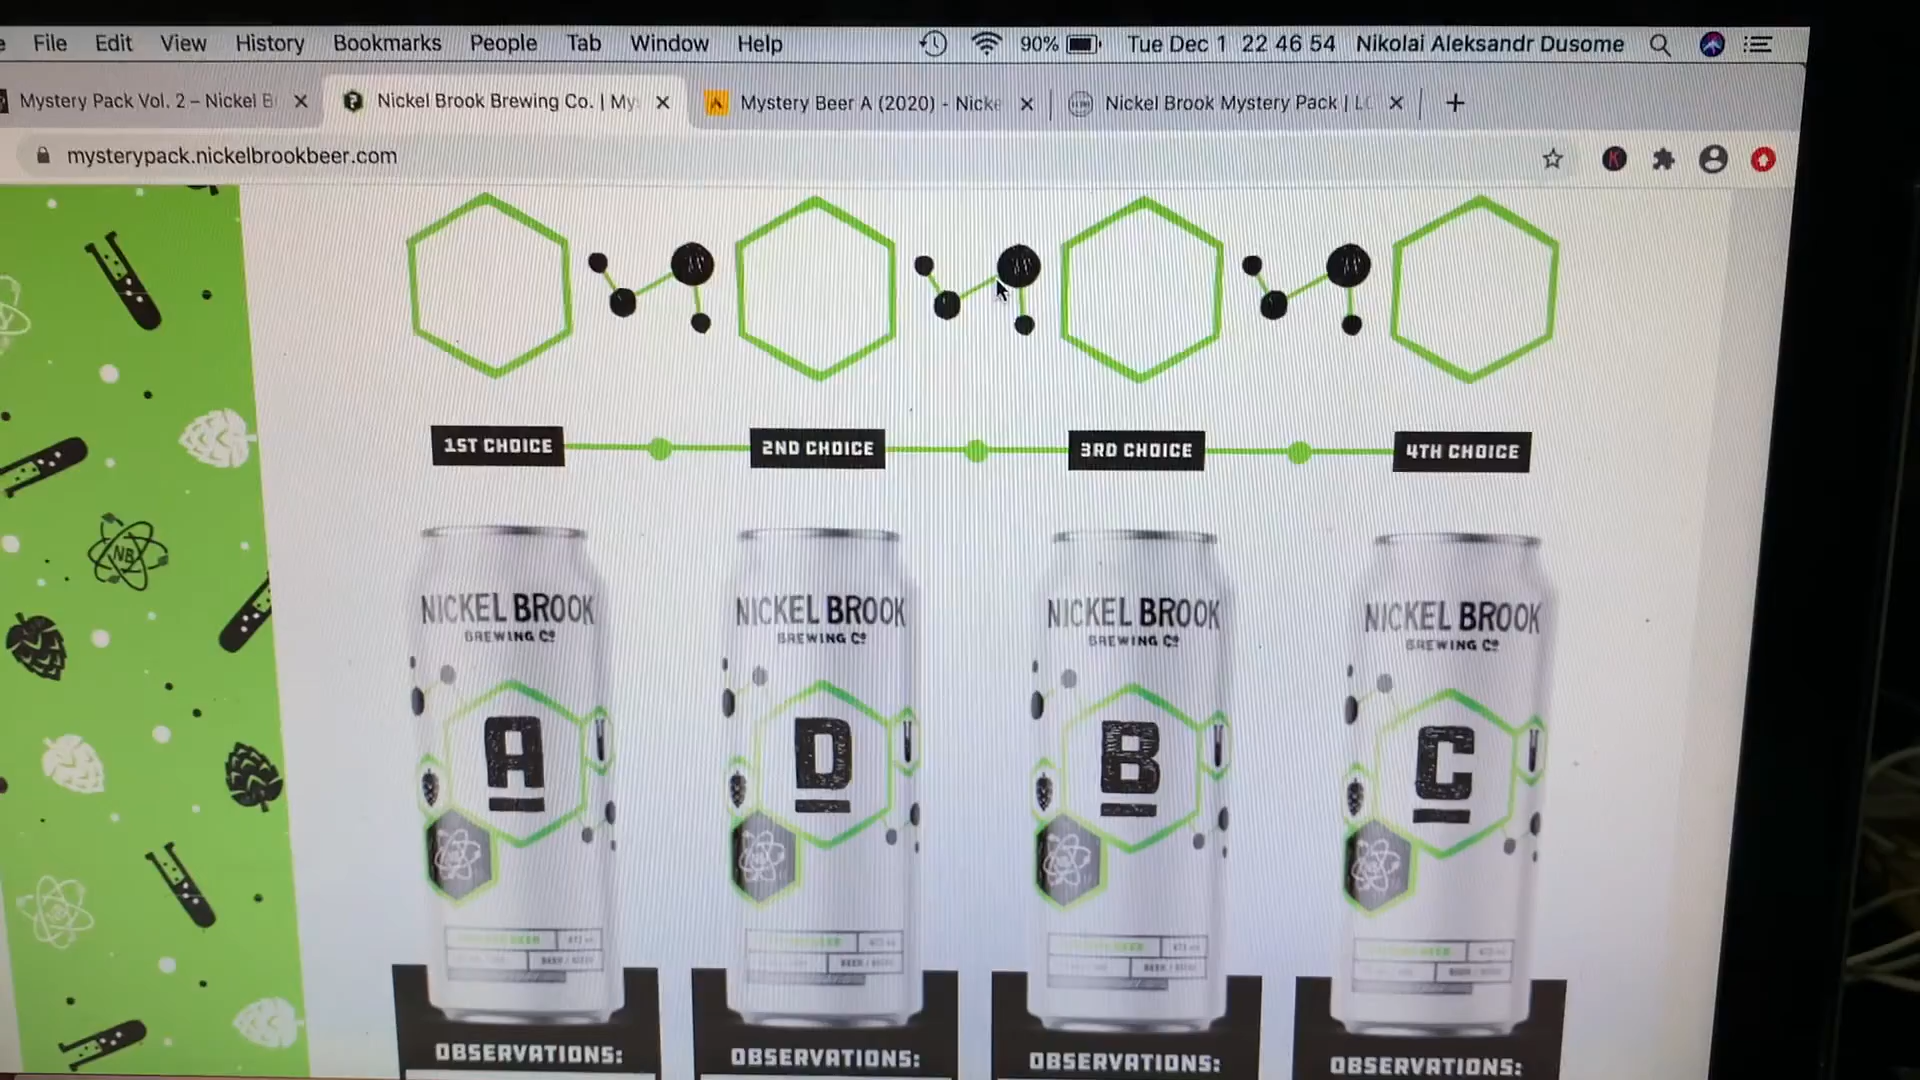 File Edit View History Bookmarks People Tab Window Help 90% Tue Dec 1 22 46 54 Nikolai Aleksandr Dusome
Mystery Pack Vol. 2 – Nickel B Nickel Brook Brewing Co. | My Mystery Beer A (2020) - Nicke Nickel Brook Mystery Pack | LC
mysterypack.nickelbrookbeer.com
1ST CHOICE 2ND CHOICE 3RD CHOICE 4TH CHOICE
NICKEL BROOK NICKEL BROOK NICKEL BROOK NICKEL BROOK
BREWING Cº BREWING Cº BREWING Cº BREWING Cº
A D B C
NB
OBSERVATIONS: OBSERVATIONS: OBSERVATIONS: OBSERVATIONS: